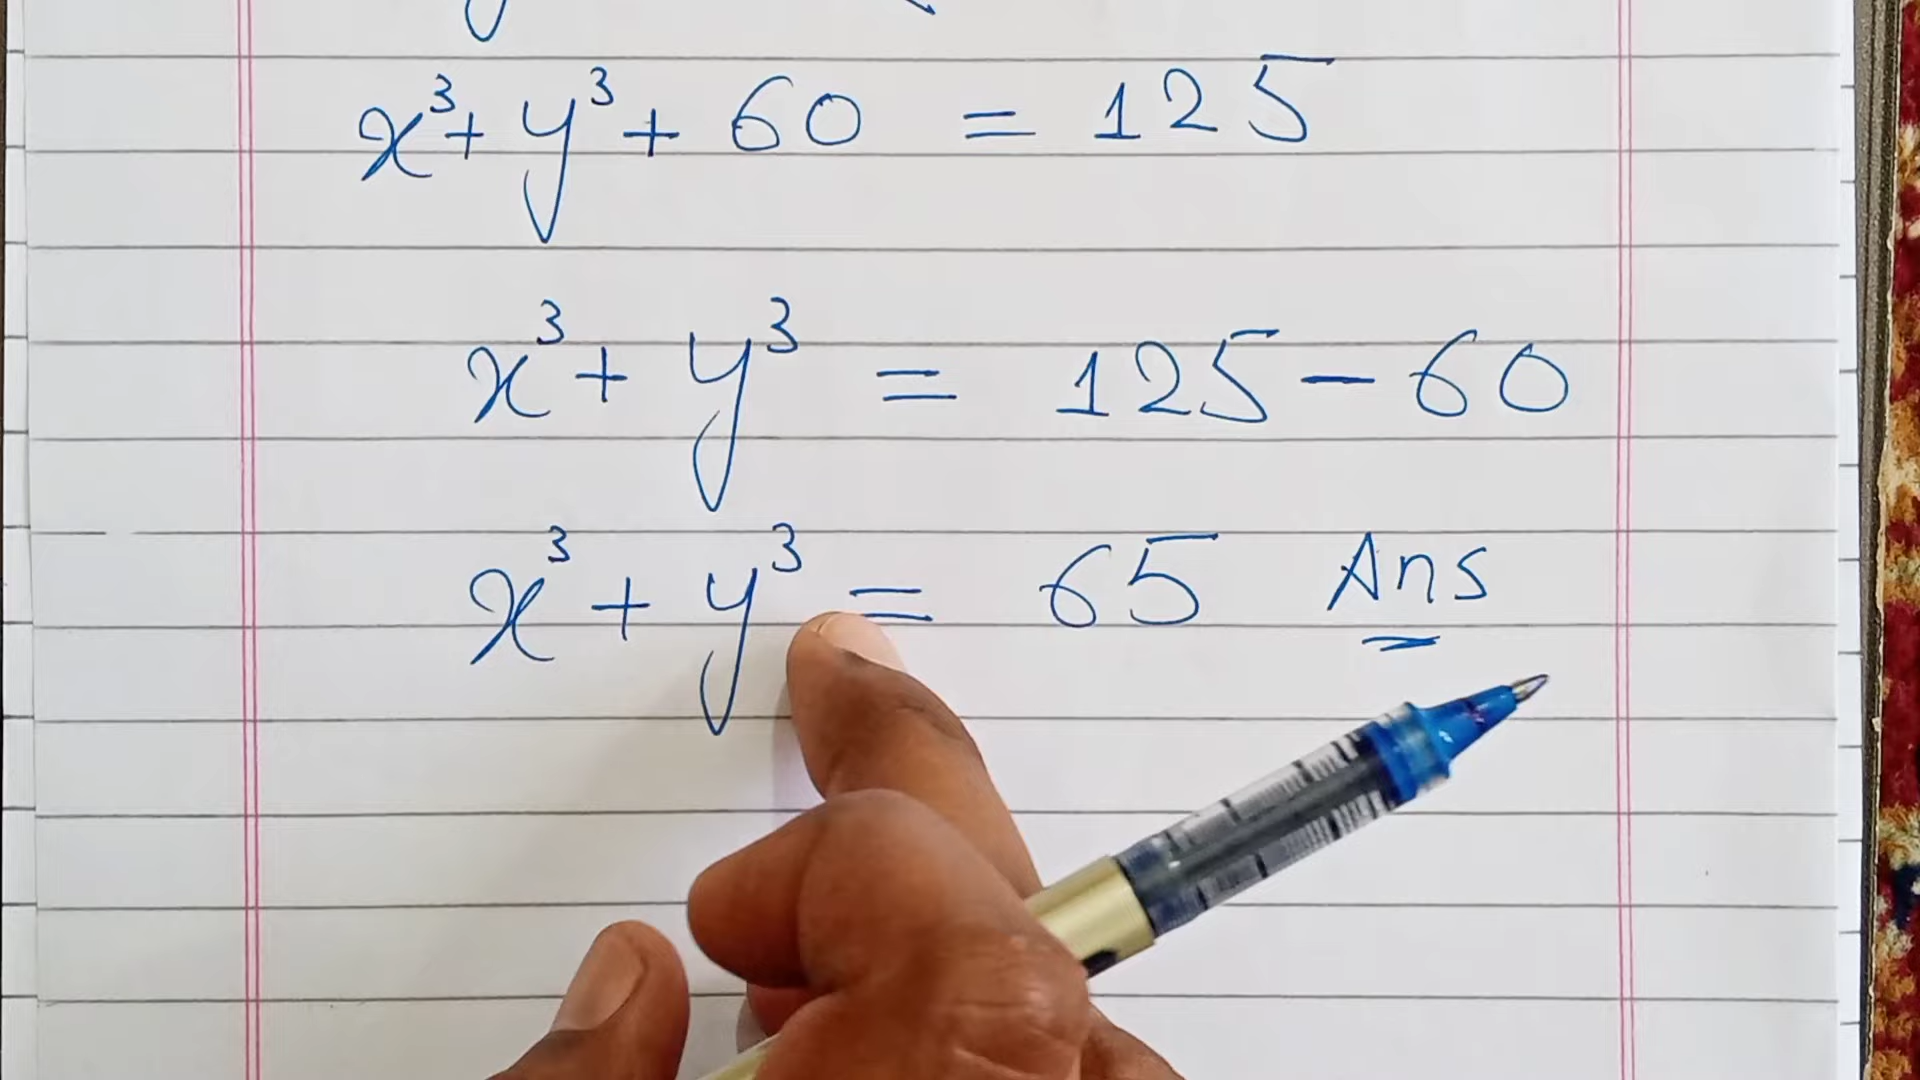 x³ + y³ + 60 = 125
x³ + y³ = 125 - 60
x³ + y³ = 65 Ans